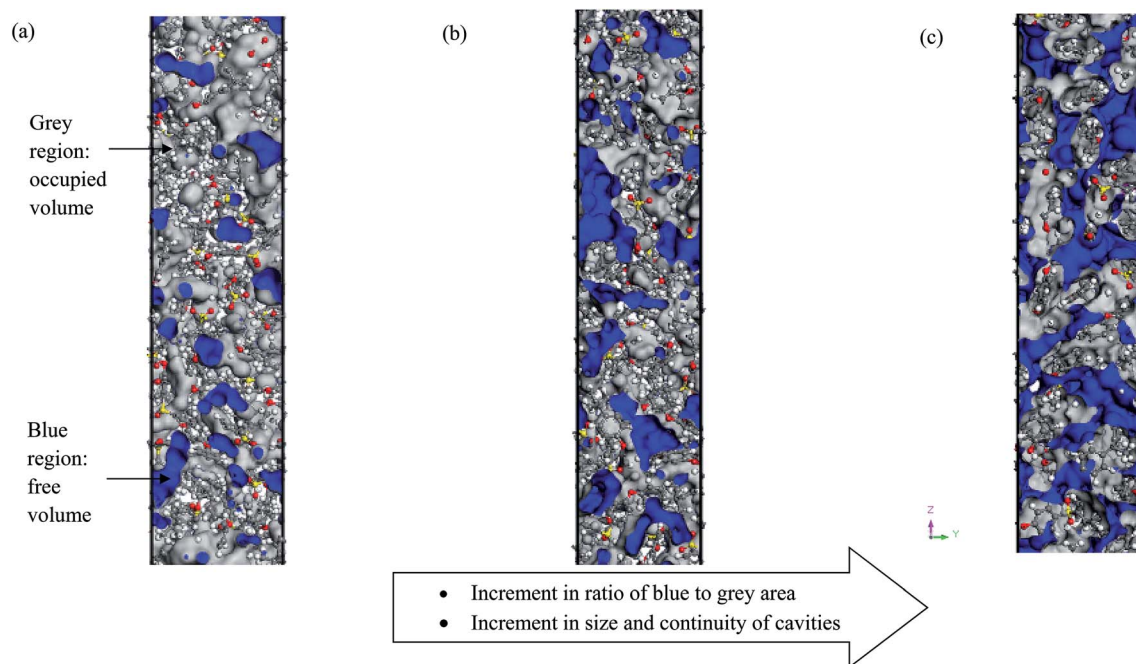 (a)
(b)
(c)
Grey
region:
occupied
volume
Blue
region:
free
volume
Z
Y
• Increment in ratio of blue to grey area
• Increment in size and continuity of cavities